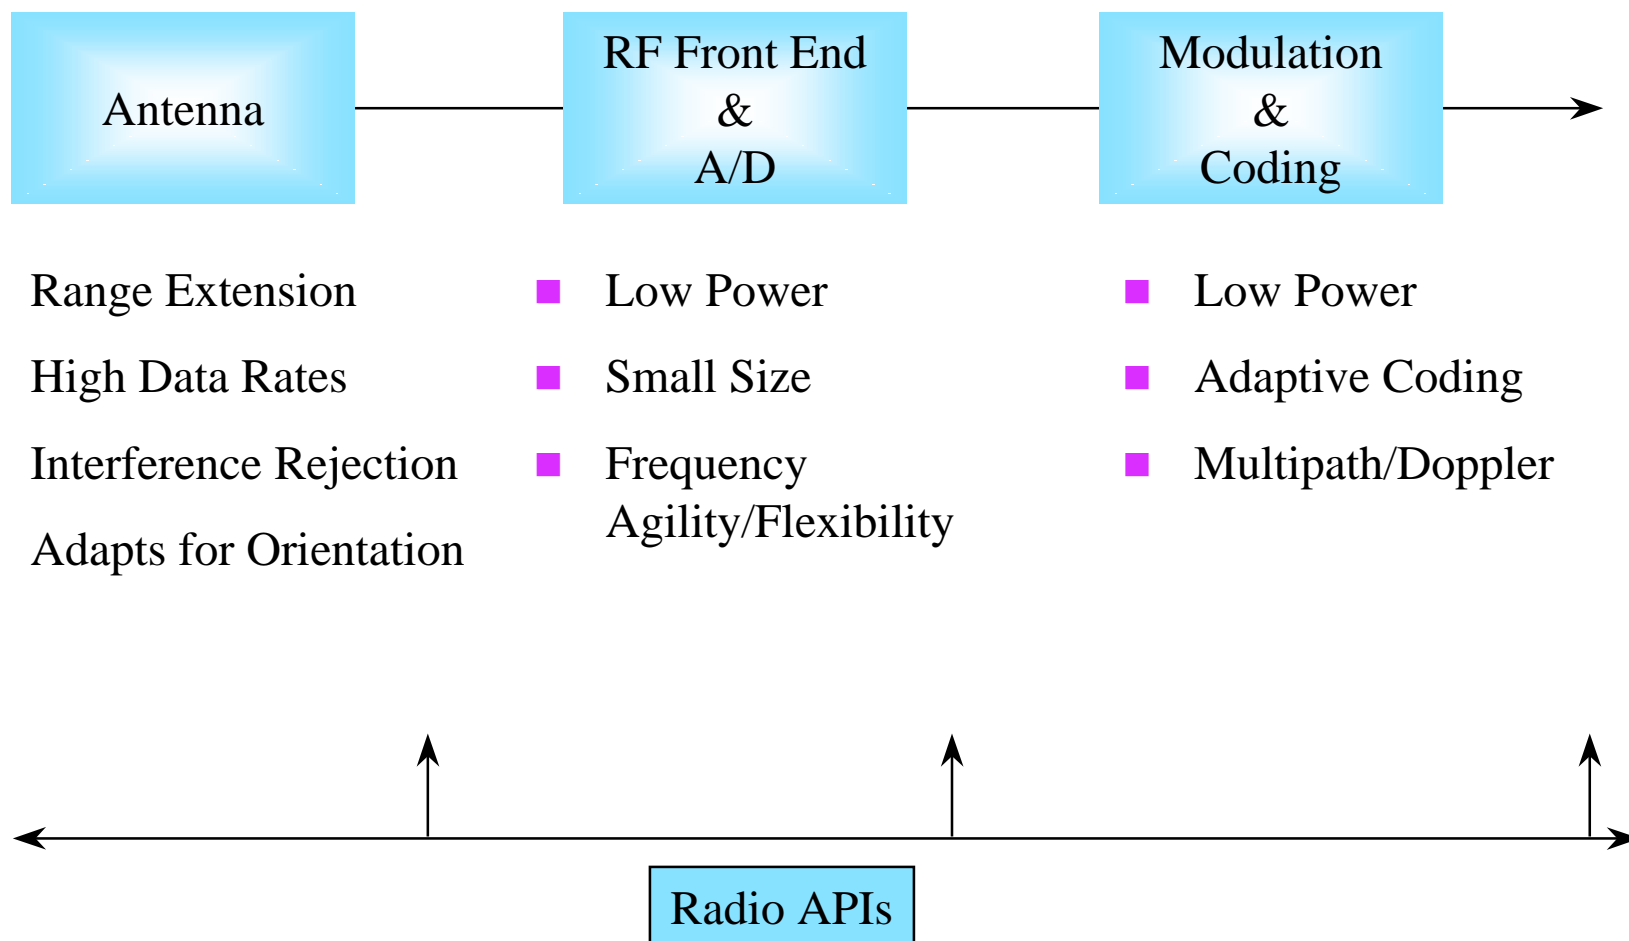 Antenna
RF Front End
&
A/D
Modulation
&
Coding
Range Extension
High Data Rates
Interference Rejection
Adapts for Orientation
Low Power
Small Size
Frequency
Agility/Flexibility
Low Power
Adaptive Coding
Multipath/Doppler
Radio APIs